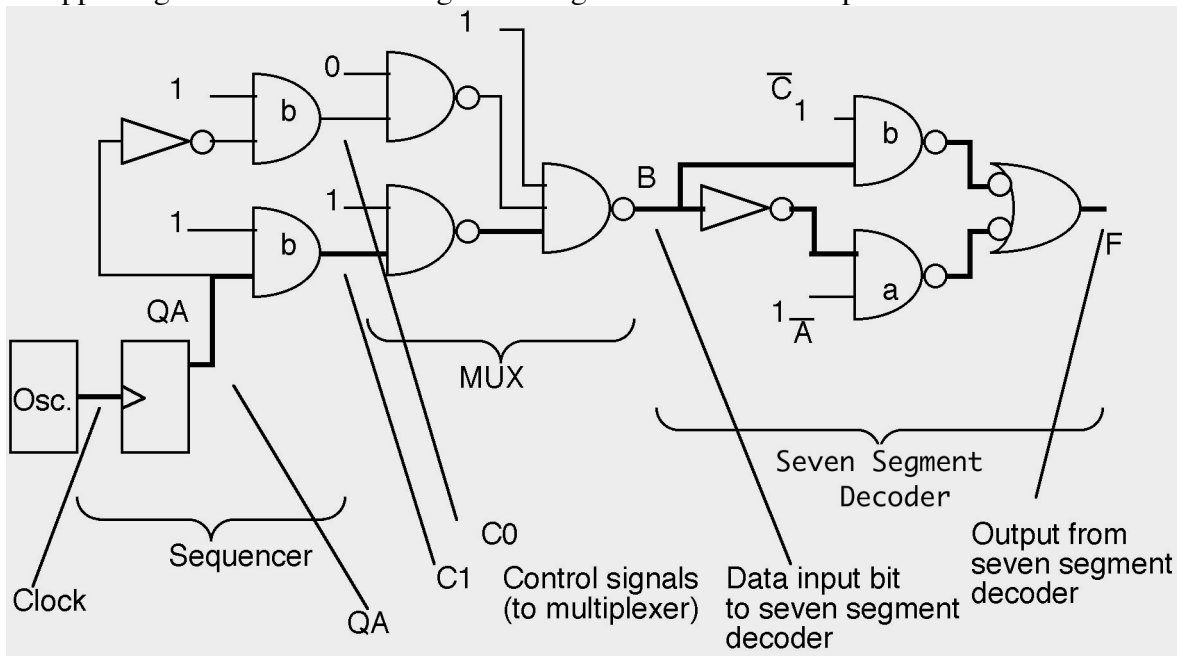 1
1
0
b
C̅1
b
B
1
1
b
F
a
QA
1 A̅
MUX
Osc.
Seven Segment
Decoder
Sequencer
C0
Output from
seven segment
decoder
C1
Control signals
(to multiplexer)
Data input bit
to seven segment
decoder
Clock
QA